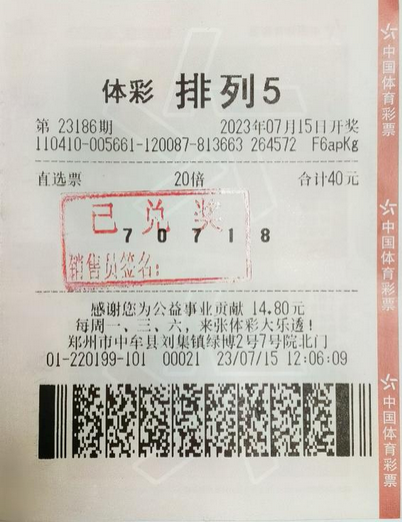 体彩 排列5
第 23186期 2023年07月15日开奖
110410-005661-120087-813663 264572 F6apKg
直选票 20倍 合计40元
已兑奖
7 0 7 1 8
销售员签名:
感谢您为公益事业贡献 14.80元
每周一、三、六,来张体彩大乐透!
郑州市中牟县刘集镇绿博2号7号院北门
01-220199-101 00021 23/07/15 12:06:09
中国体育彩票
中国体育彩票
中国体育彩票